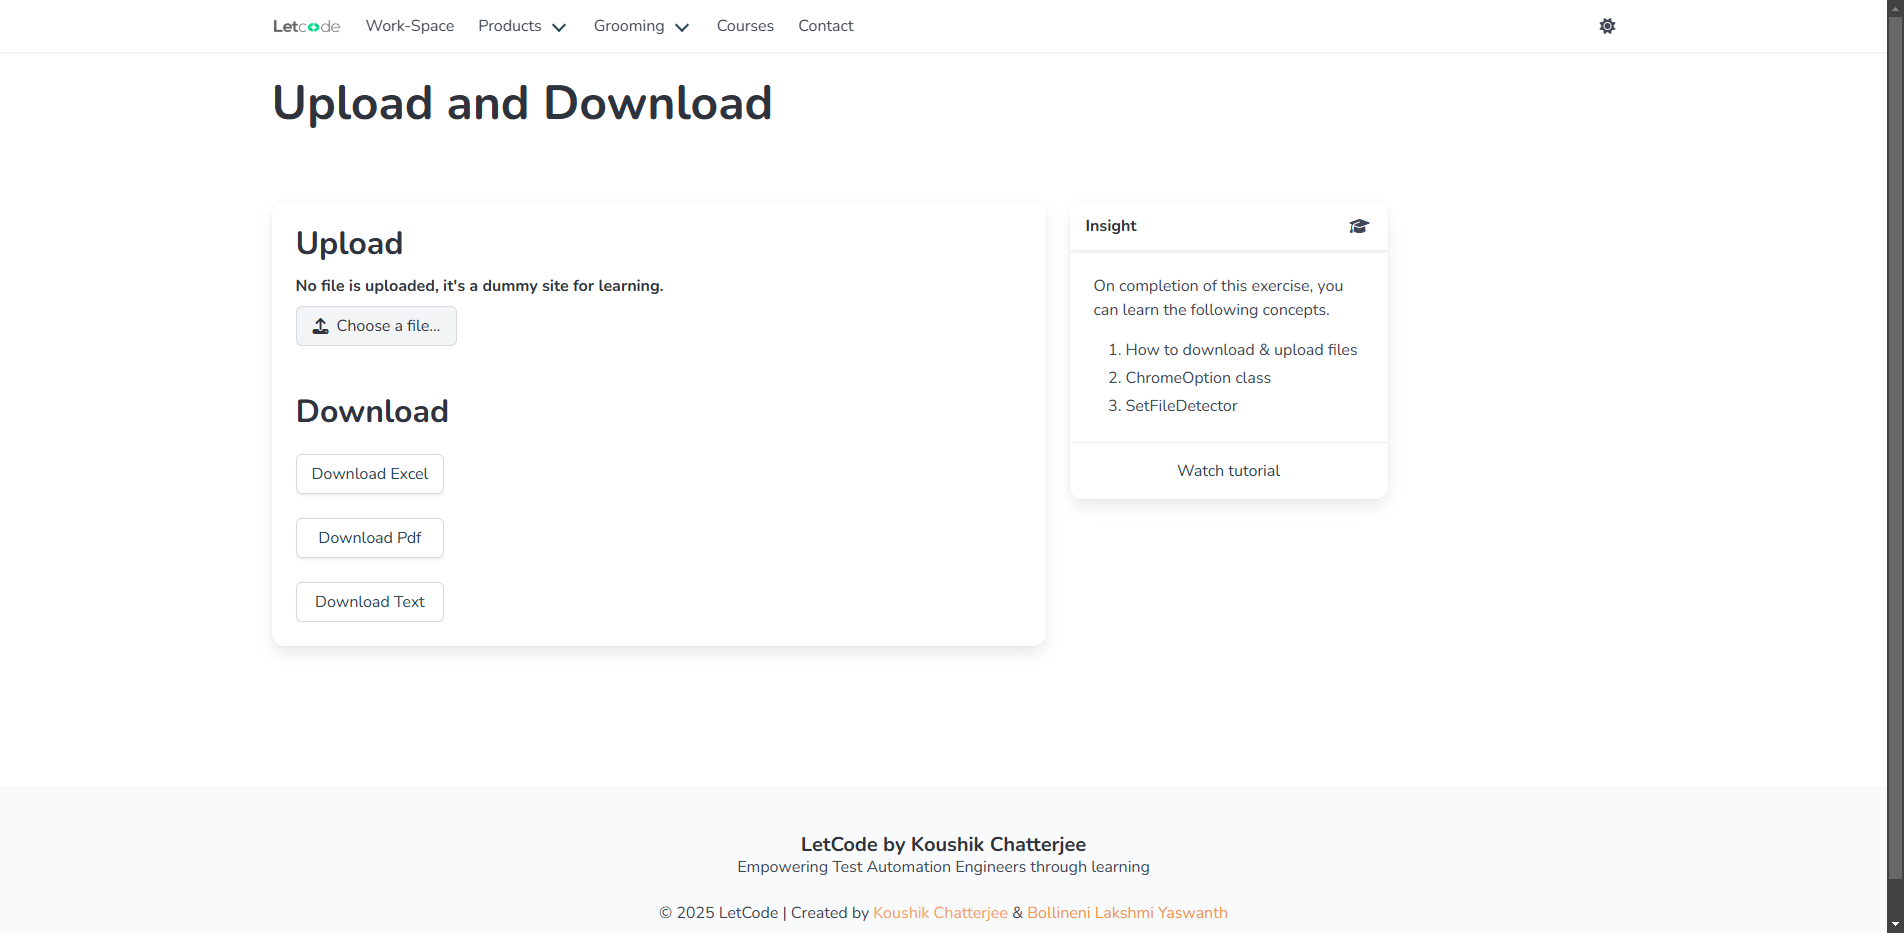 Letcode Work-Space Products Grooming Courses Contact
Upload and Download
Upload
No file is uploaded, it's a dummy site for learning.
Choose a file...
Download
Download Excel
Download Pdf
Download Text
Insight
On completion of this exercise, you
can learn the following concepts.
1. How to download & upload files
2. ChromeOption class
3. SetFileDetector
Watch tutorial
LetCode by Koushik Chatterjee
Empowering Test Automation Engineers through learning
© 2025 LetCode | Created by Koushik Chatterjee & Bollineni Lakshmi Yaswanth